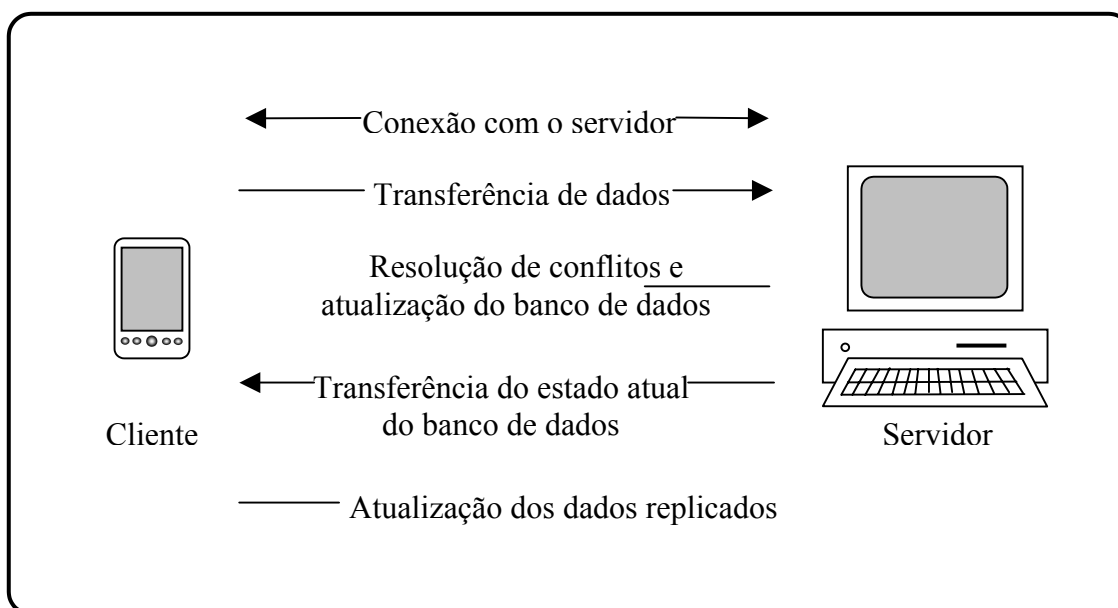 Conexão com o servidor
Transferência de dados
Resolução de conflitos e
atualização do banco de dados
Transferência do estado atual
do banco de dados
Cliente
Servidor
Atualização dos dados replicados